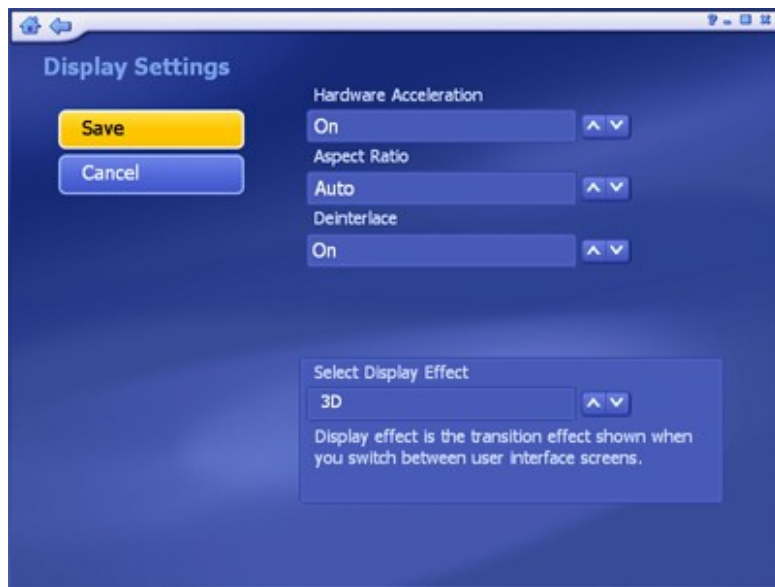 ?
Display Settings
Save
Cancel
Hardware Acceleration
On
Aspect Ratio
Auto
Deinterlace
On
Select Display Effect
3D
Display effect is the transition effect shown when
you switch between user interface screens.